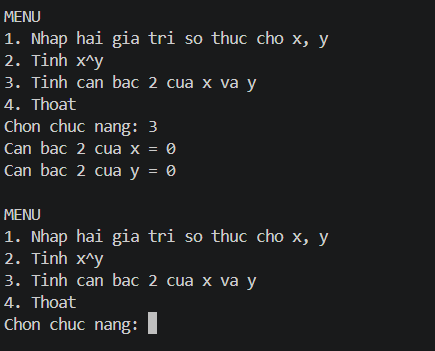 MENU
1. Nhap hai gia tri so thuc cho x, y
2. Tinh x^y
3. Tinh can bac 2 cua x va y
4. Thoat
Chon chuc nang: 3
Can bac 2 cua x = 0
Can bac 2 cua y = 0
MENU
1. Nhap hai gia tri so thuc cho x, y
2. Tinh x^y
3. Tinh can bac 2 cua x va y
4. Thoat
Chon chuc nang: